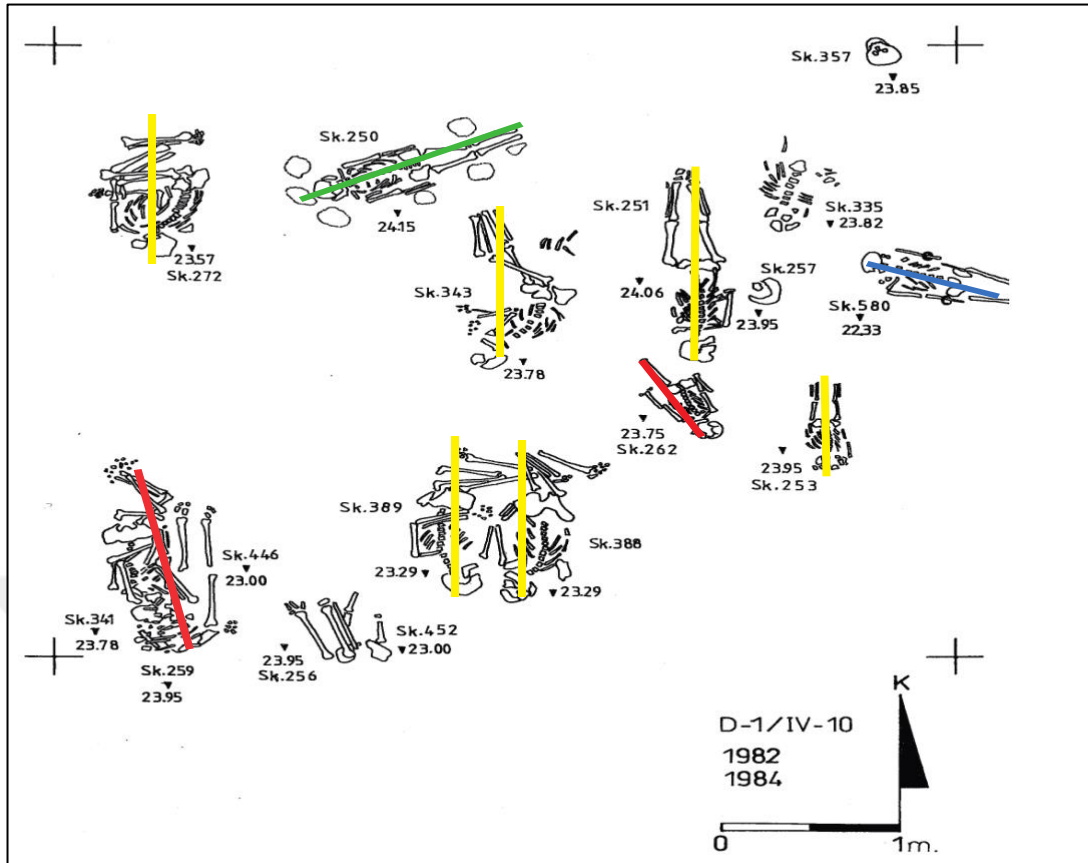 Sk.357
23.85
Sk.250
24.15
23.57
Sk.272
Sk.251
24.06
Sk.335
23.82
Sk.257
23.95
Sk.580
22.33
Sk.343
23.78
23.75
Sk.262
23.95
Sk.253
Sk.389
23.29
Sk.388
23.29
Sk.446
23.00
Sk.341
23.78
Sk.259
23.95
23.95
Sk.256
Sk.452
23.00
K
D-1/IV-10
1982
1984
0 1m.